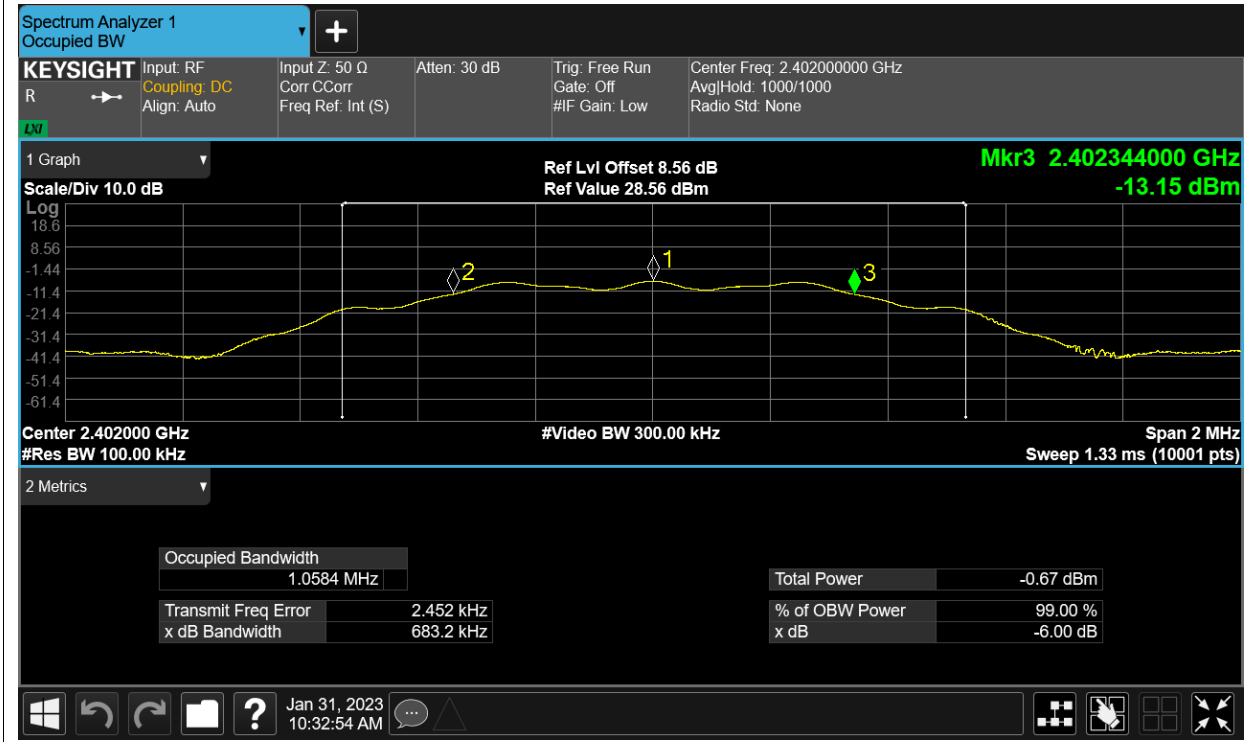 Spectrum Analyzer 1
Occupied BW
KEYSIGHT
R
LXI
Input: RF
Coupling: DC
Align: Auto
Input Z: 50 Ω
Corr CCorr
Freq Ref: Int (S)
Atten: 30 dB
Trig: Free Run
Gate: Off
#IF Gain: Low
Center Freq: 2.402000000 GHz
Avg|Hold: 1000/1000
Radio Std: None
1 Graph
Scale/Div 10.0 dB
Ref Lvl Offset 8.56 dB
Ref Value 28.56 dBm
Mkr3 2.402344000 GHz
-13.15 dBm
Log
18.6
8.56
-1.44
-11.4
-21.4
-31.4
-41.4
-51.4
-61.4
2
1
3
Center 2.402000 GHz
#Video BW 300.00 kHz
Span 2 MHz
#Res BW 100.00 kHz
Sweep 1.33 ms (10001 pts)
2 Metrics
Occupied Bandwidth
1.0584 MHz
Total Power -0.67 dBm
Transmit Freq Error 2.452 kHz
% of OBW Power 99.00 %
x dB Bandwidth 683.2 kHz
x dB -6.00 dB
?
Jan 31, 2023
10:32:54 AM